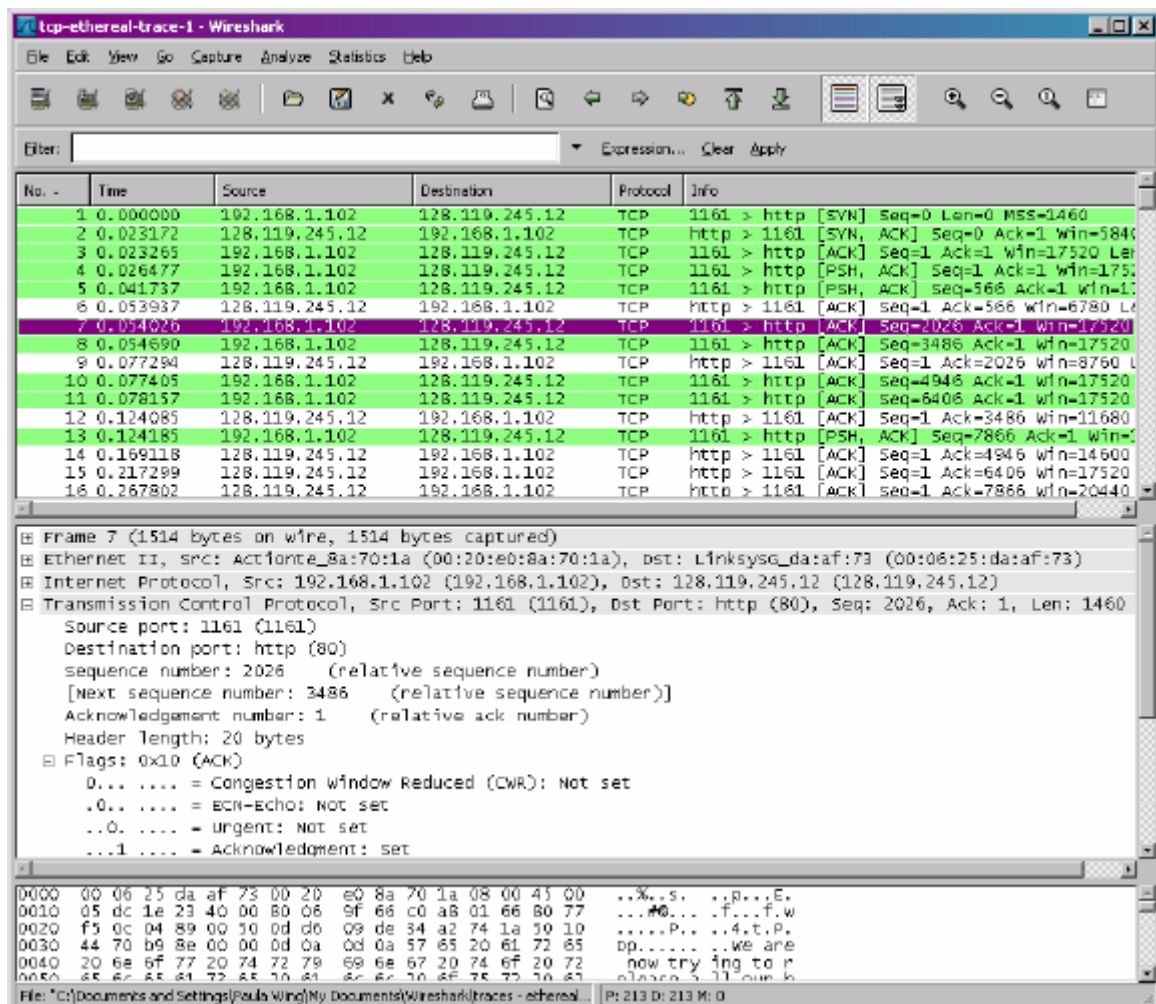 tcp-ethereal-trace-1 - Wireshark
File Edit View Go Capture Analyze Statistics Help
Filter: Expression... Clear Apply
No. - Time Source Destination Protocol Info
1 0.000000 192.168.1.102 128.119.245.12 TCP 1161 > http [SYN] Seq=0 Len=0 MSS=1460
2 0.023172 128.119.245.12 192.168.1.102 TCP http > 1161 [SYN, ACK] Seq=0 Ack=1 Win=5840
3 0.023265 192.168.1.102 128.119.245.12 TCP 1161 > http [ACK] Seq=1 Ack=1 Win=17520 Len
4 0.026477 192.168.1.102 128.119.245.12 TCP 1161 > http [PSH, ACK] Seq=1 Ack=1 Win=1752
5 0.041737 192.168.1.102 128.119.245.12 TCP 1161 > http [PSH, ACK] Seq=566 Ack=1 Win=17
6 0.053937 128.119.245.12 192.168.1.102 TCP http > 1161 [ACK] Seq=1 Ack=566 Win=6780 Le
7 0.054026 192.168.1.102 128.119.245.12 TCP 1161 > http [ACK] Seq=2026 Ack=1 Win=17520
8 0.054690 192.168.1.102 128.119.245.12 TCP 1161 > http [ACK] Seq=3486 Ack=1 Win=17520
9 0.077294 128.119.245.12 192.168.1.102 TCP http > 1161 [ACK] Seq=1 Ack=2026 Win=8760 L
10 0.077405 192.168.1.102 128.119.245.12 TCP 1161 > http [ACK] Seq=4946 Ack=1 Win=17520
11 0.078157 192.168.1.102 128.119.245.12 TCP 1161 > http [ACK] Seq=6406 Ack=1 Win=17520
12 0.124085 128.119.245.12 192.168.1.102 TCP http > 1161 [ACK] Seq=1 Ack=3486 Win=11680
13 0.124185 192.168.1.102 128.119.245.12 TCP 1161 > http [PSH, ACK] Seq=7866 Ack=1 Win=1
14 0.169118 128.119.245.12 192.168.1.102 TCP http > 1161 [ACK] Seq=1 Ack=4946 Win=14600
15 0.217299 128.119.245.12 192.168.1.102 TCP http > 1161 [ACK] Seq=1 Ack=6406 Win=17520
16 0.267802 128.119.245.12 192.168.1.102 TCP http > 1161 [ACK] Seq=1 Ack=7866 Win=20440
Frame 7 (1514 bytes on wire, 1514 bytes captured)
Ethernet II, Src: Actionte_8a:70:1a (00:20:e0:8a:70:1a), Dst: LinksysG_da:af:73 (00:06:25:da:af:73)
Internet Protocol, Src: 192.168.1.102 (192.168.1.102), Dst: 128.119.245.12 (128.119.245.12)
Transmission Control Protocol, Src Port: 1161 (1161), Dst Port: http (80), Seq: 2026, Ack: 1, Len: 1460
Source port: 1161 (1161)
Destination port: http (80)
Sequence number: 2026 (relative sequence number)
[Next sequence number: 3486 (relative sequence number)]
Acknowledgement number: 1 (relative ack number)
Header length: 20 bytes
Flags: 0x10 (ACK)
0... .... = Congestion Window Reduced (CWR): Not set
.0.. .... = ECN-Echo: Not set
..0. .... = Urgent: Not set
...1 .... = Acknowledgment: Set
0000 00 06 25 da af 73 00 20 e0 8a 70 1a 08 00 45 00 ..%..s. ..p...E.
0010 05 dc 1e 23 40 00 80 06 9f 66 c0 a8 01 66 80 77 ...#@... .f...f.w
0020 f5 0c 04 89 00 50 0d d6 09 de 34 a2 74 1a 50 10 .....P.. ..4.t.P.
0030 44 70 b9 8e 00 00 0d 0a 0d 0a 57 65 20 61 72 65 Dp...... ..We are
0040 20 6e 6f 77 20 74 72 79 69 6e 67 20 74 6f 20 72 now try ing to r
File: "C:\Documents and Settings\Paula Wing\My Documents\Wireshark\traces - ethereal... P: 213 D: 213 M: 0